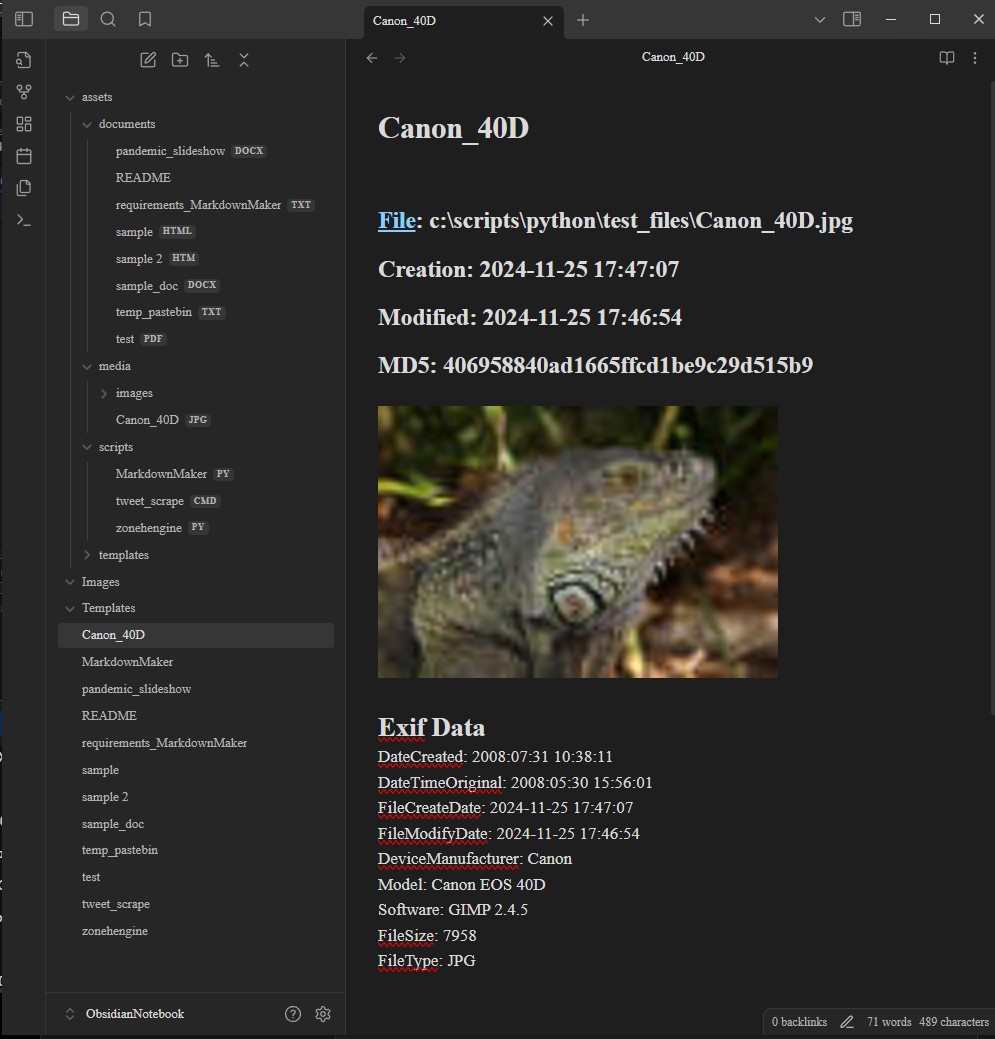 Canon_40D
Canon_40D
assets
documents
pandemic_slideshow DOCX
README
requirements_MarkdownMaker TXT
sample HTML
sample 2 HTM
sample_doc DOCX
temp_pastebin TXT
test PDF
media
images
Canon_40D JPG
scripts
MarkdownMaker PY
tweet_scrape CMD
zonehengine PY
templates
Images
Templates
Canon_40D
MarkdownMaker
pandemic_slideshow
README
requirements_MarkdownMaker
sample
sample 2
sample_doc
temp_pastebin
test
tweet_scrape
zonehengine
ObsidianNotebook
Canon_40D
File: c:\scripts\python\test_files\Canon_40D.jpg
Creation: 2024-11-25 17:47:07
Modified: 2024-11-25 17:46:54
MD5: 406958840ad1665ffcd1be9c29d515b9
Exif Data
DateCreated: 2008:07:31 10:38:11
DateTimeOriginal: 2008:05:30 15:56:01
FileCreateDate: 2024-11-25 17:47:07
FileModifyDate: 2024-11-25 17:46:54
DeviceManufacturer: Canon
Model: Canon EOS 40D
Software: GIMP 2.4.5
FileSize: 7958
FileType: JPG
0 backlinks 71 words 489 characters